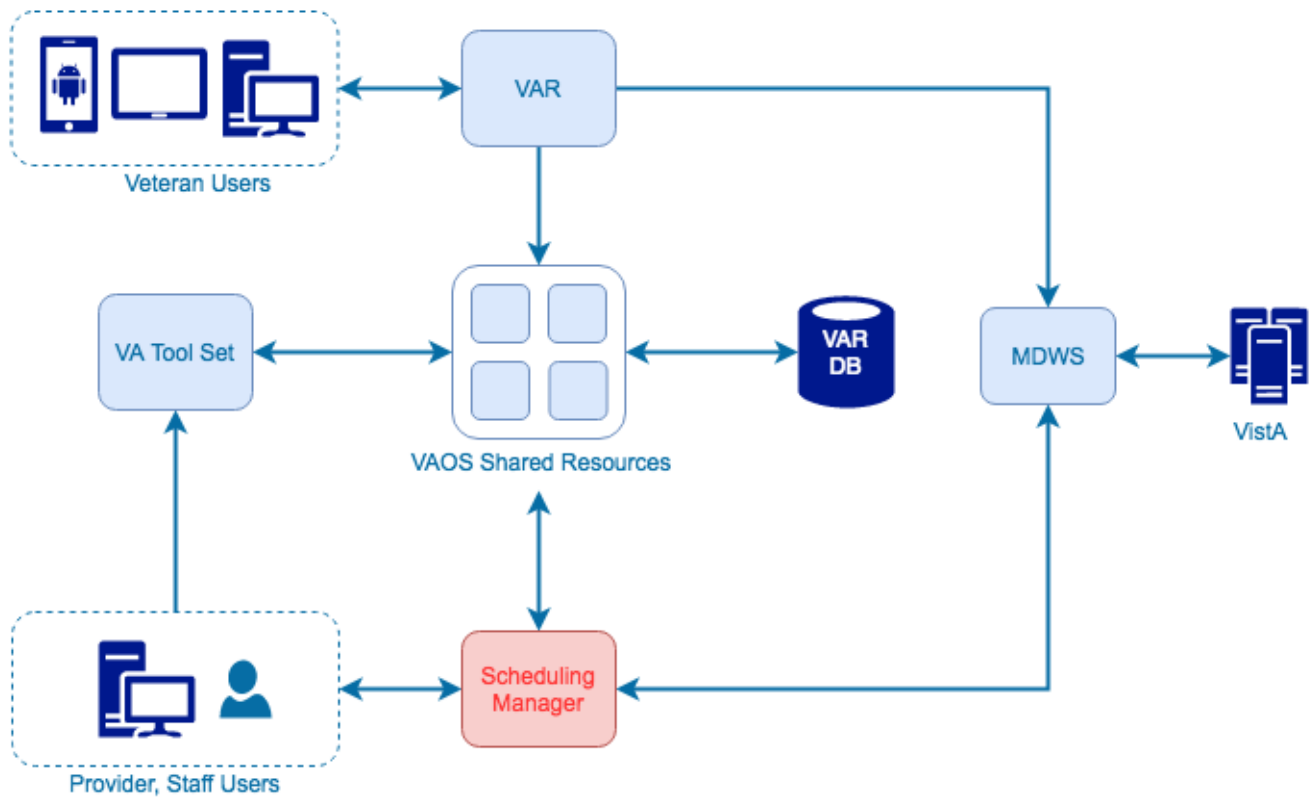 VAR
Veteran Users
VA Tool Set
VAR
DB
MDWS
VistA
VAOS Shared Resources
Scheduling
Manager
Provider, Staff Users